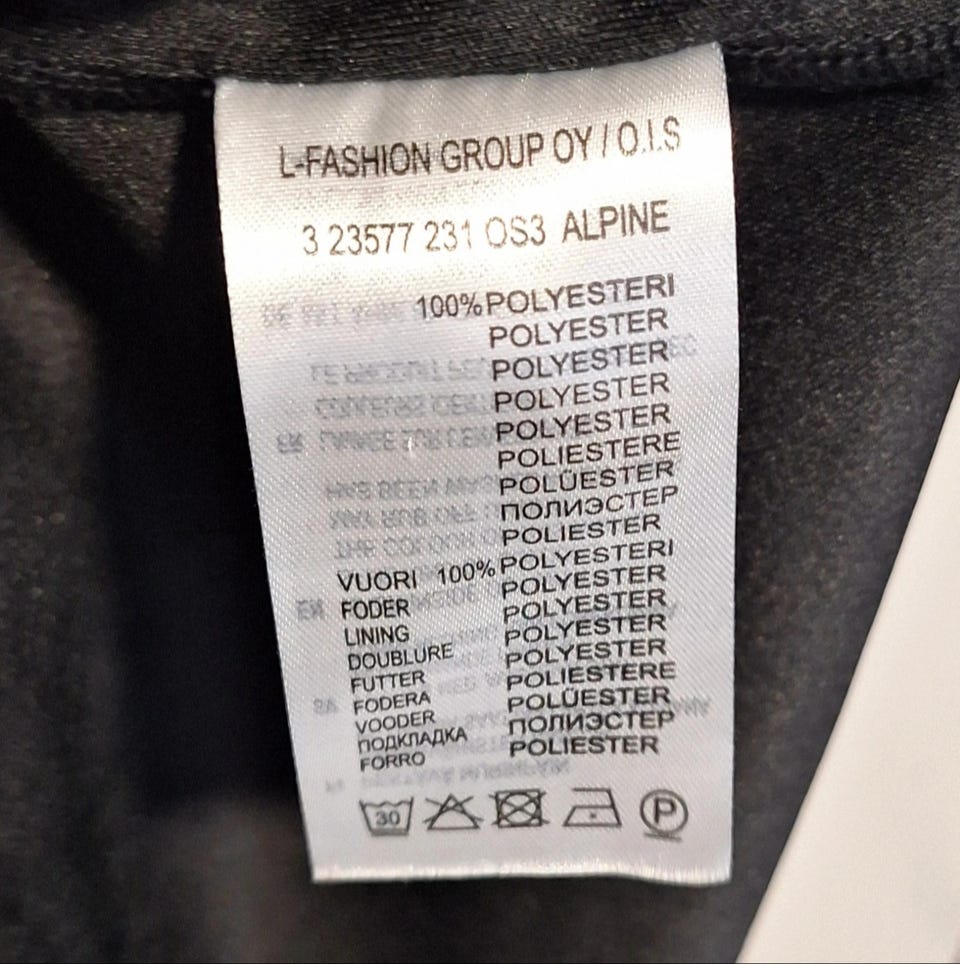 L-FASHION GROUP OY / O.I.S
3 23577 231 OS3 ALPINE
100% POLYESTERI
POLYESTER
POLYESTER
POLYESTER
POLYESTER
POLIESTERE
POLÜESTER
ПОЛИЭСТЕР
POLIESTER
VUORI 100% POLYESTERI
FODER POLYESTER
LINING POLYESTER
DOUBLURE POLYESTER
FUTTER POLYESTER
FODERA POLIESTERE
VOODER POLÜESTER
ПОДКЛАДКА ПОЛИЭСТЕР
FORRO POLIESTER
30 P